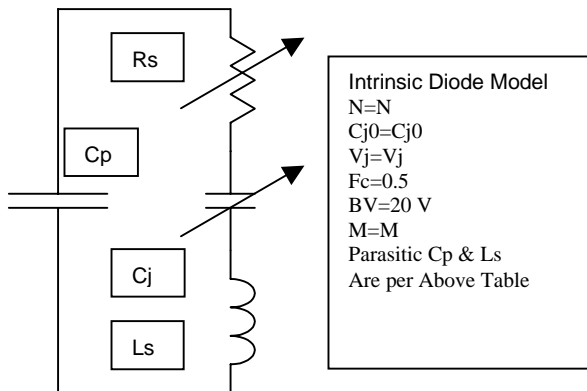 Rs
Cp
Cj
Ls
Intrinsic Diode Model
N=N
Cj0=Cj0
Vj=Vj
Fc=0.5
BV=20 V
M=M
Parasitic Cp & Ls
Are per Above Table